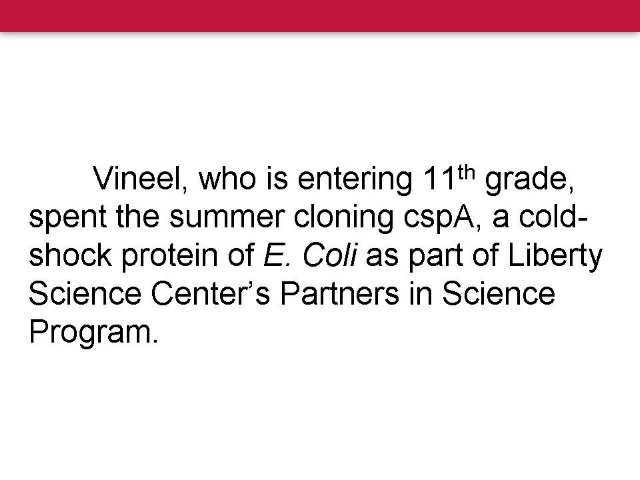 Vineel, who is entering 11th grade,
spent the summer cloning cspA, a cold-
shock protein of E. Coli as part of Liberty
Science Center's Partners in Science
Program.